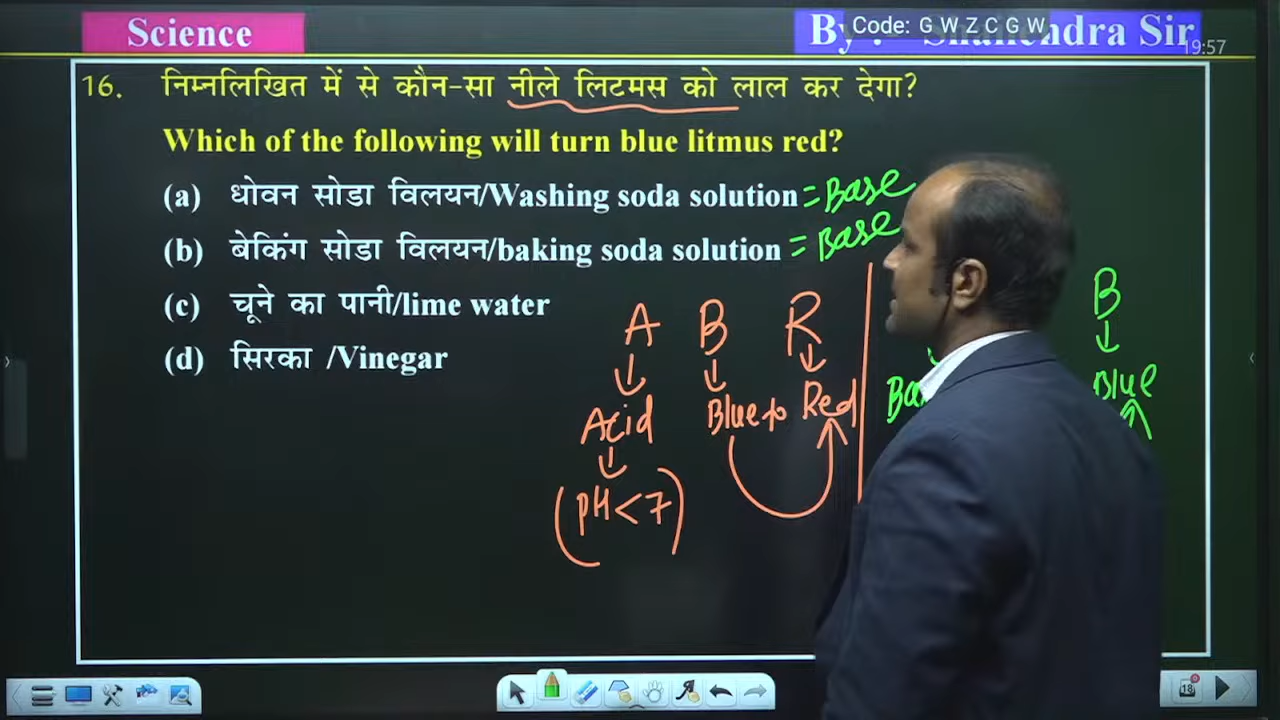 Science
By : Sir
Code: G W Z C G W
19:57
16. निम्नलिखित में से कौन-सा नीले लिटमस को लाल कर देगा?
Which of the following will turn blue litmus red?
(a) धोवन सोडा विलयन/Washing soda solution = Base
(b) बेकिंग सोडा विलयन/baking soda solution = Base
(c) चूने का पानी/lime water
(d) सिरका /Vinegar
A B R
Acid Blue to Red
(pH < 7)
B
Blue
18